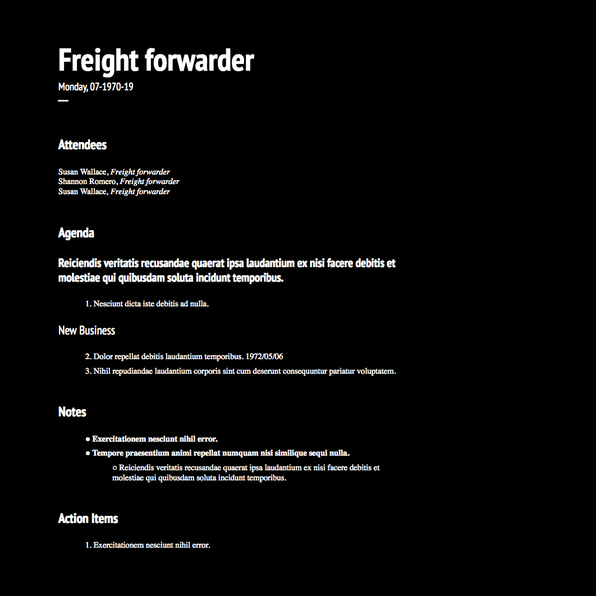 Freight forwarder
Monday, 07-1970-19
—
Attendees
Susan Wallace, Freight forwarder
Shannon Romero, Freight forwarder
Susan Wallace, Freight forwarder
Agenda
Reiciendis veritatis recusandae quaerat ipsa laudantium ex nisi facere debitis et
molestiae qui quibusdam soluta incidunt temporibus.
1. Nesciunt dicta iste debitis ad nulla.
New Business
2. Dolor repellat debitis laudantium temporibus. 1972/05/06
3. Nihil repudiandae laudantium corporis sint cum deserunt consequuntur pariatur voluptatem.
Notes
● Exercitationem nesciunt nihil error.
● Tempore praesentium animi repellat numquam nisi similique sequi nulla.
○ Reiciendis veritatis recusandae quaerat ipsa laudantium ex nisi facere debitis et
molestiae qui quibusdam soluta incidunt temporibus.
Action Items
1. Exercitationem nesciunt nihil error.